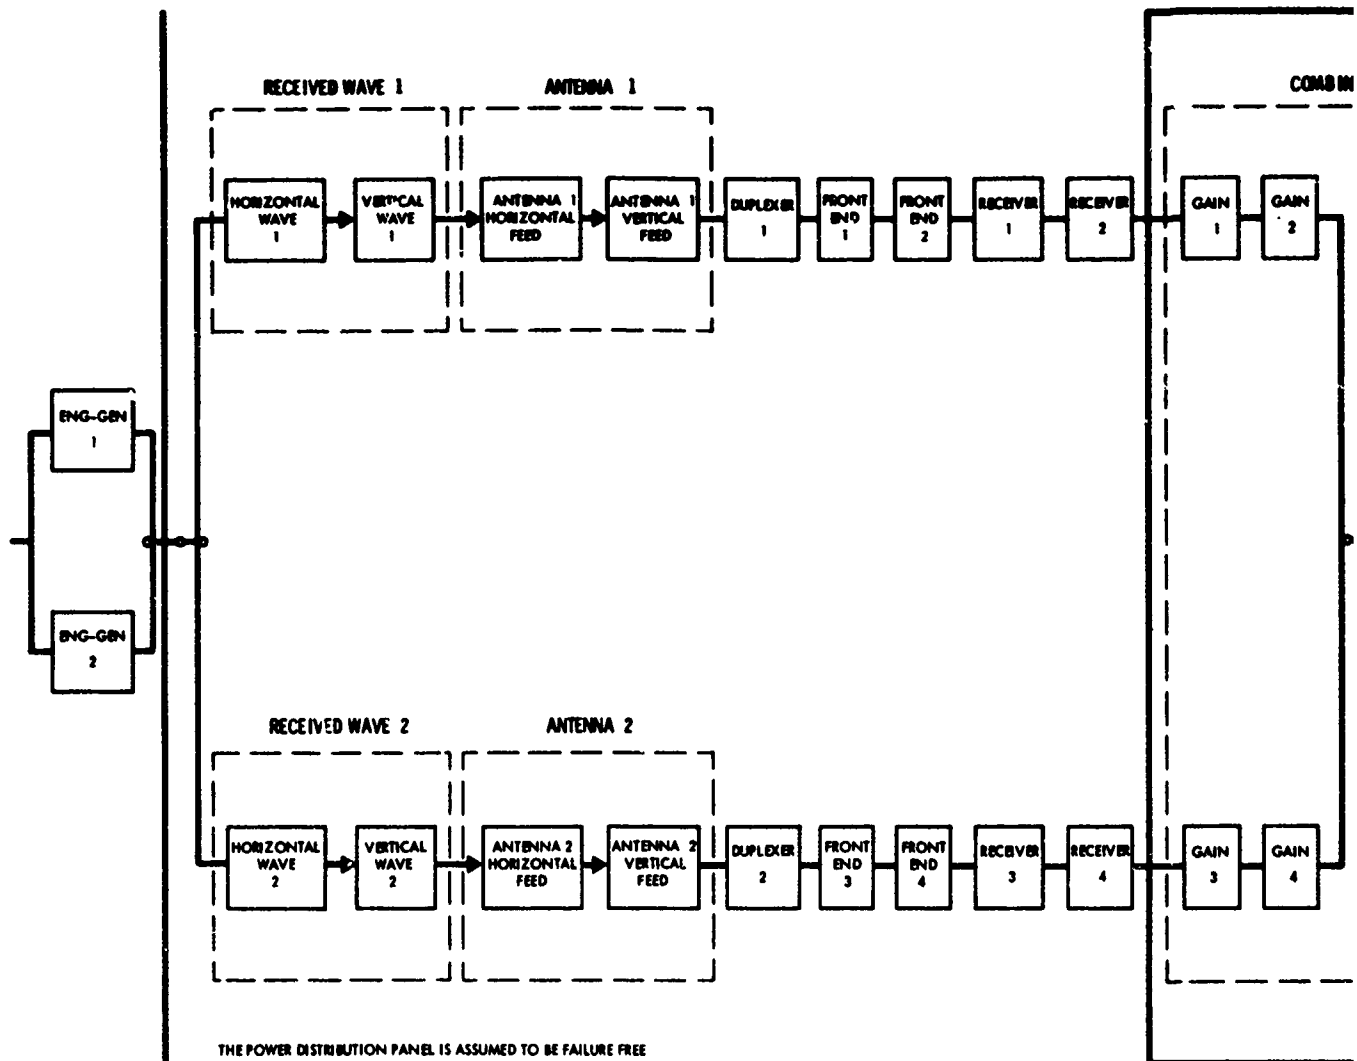 RECEIVED WAVE 1
ANTENNA 1
COMBIN
HORIZONTAL
WAVE
1
VERTICAL
WAVE
1
ANTENNA 1
HORIZONTAL
FEED
ANTENNA 1
VERTICAL
FEED
DUPLEXER
1
FRONT
END
1
FRONT
END
2
RECEIVER
1
RECEIVER
2
GAIN
1
GAIN
2
ENG-GEN
1
ENG-GEN
2
RECEIVED WAVE 2
ANTENNA 2
HORIZONTAL
WAVE
2
VERTICAL
WAVE
2
ANTENNA 2
HORIZONTAL
FEED
ANTENNA 2
VERTICAL
FEED
DUPLEXER
2
FRONT
END
3
FRONT
END
4
RECEIVER
3
RECEIVER
4
GAIN
3
GAIN
4
THE POWER DISTRIBUTION PANEL IS ASSUMED TO BE FAILURE FREE